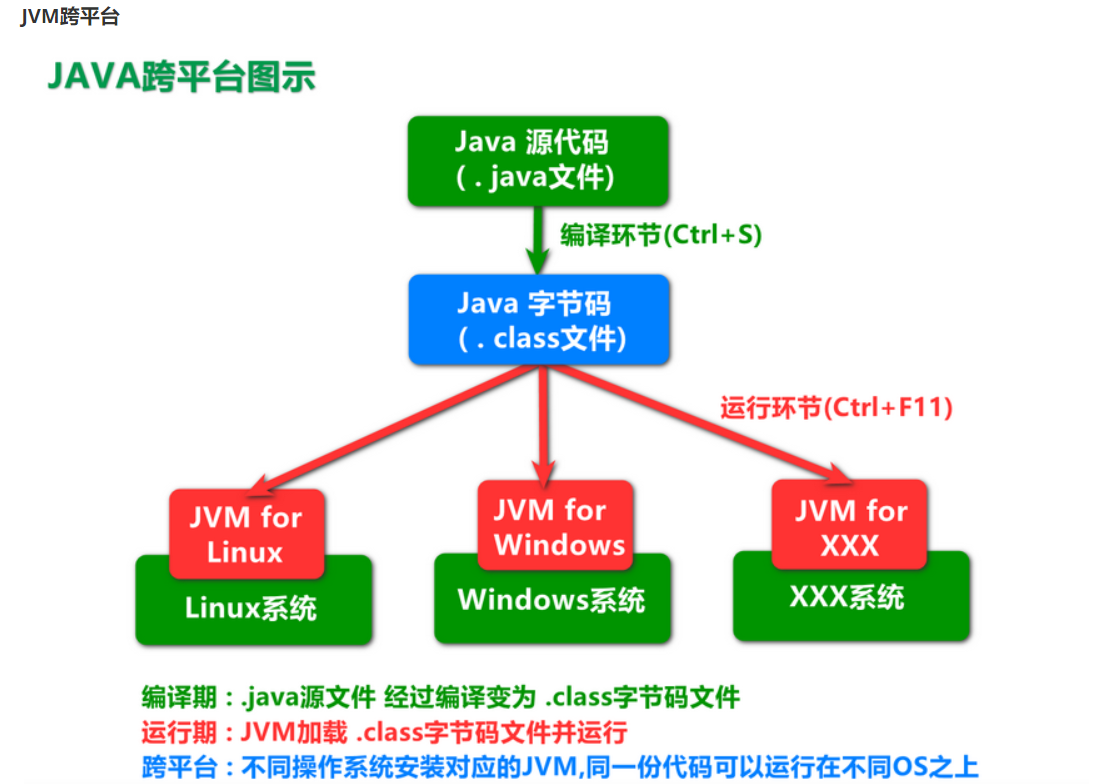 JVM跨平台
JAVA跨平台图示
Java 源代码
( . java文件)
编译环节(Ctrl+S)
Java 字节码
( . class文件)
运行环节(Ctrl+F11)
JVM for
Linux
Linux系统
JVM for
Windows
Windows系统
JVM for
XXX
XXX系统
编译期：.java源文件 经过编译变为 .class字节码文件
运行期：JVM加载 .class字节码文件并运行
跨平台：不同操作系统安装对应的JVM,同一份代码可以运行在不同OS之上